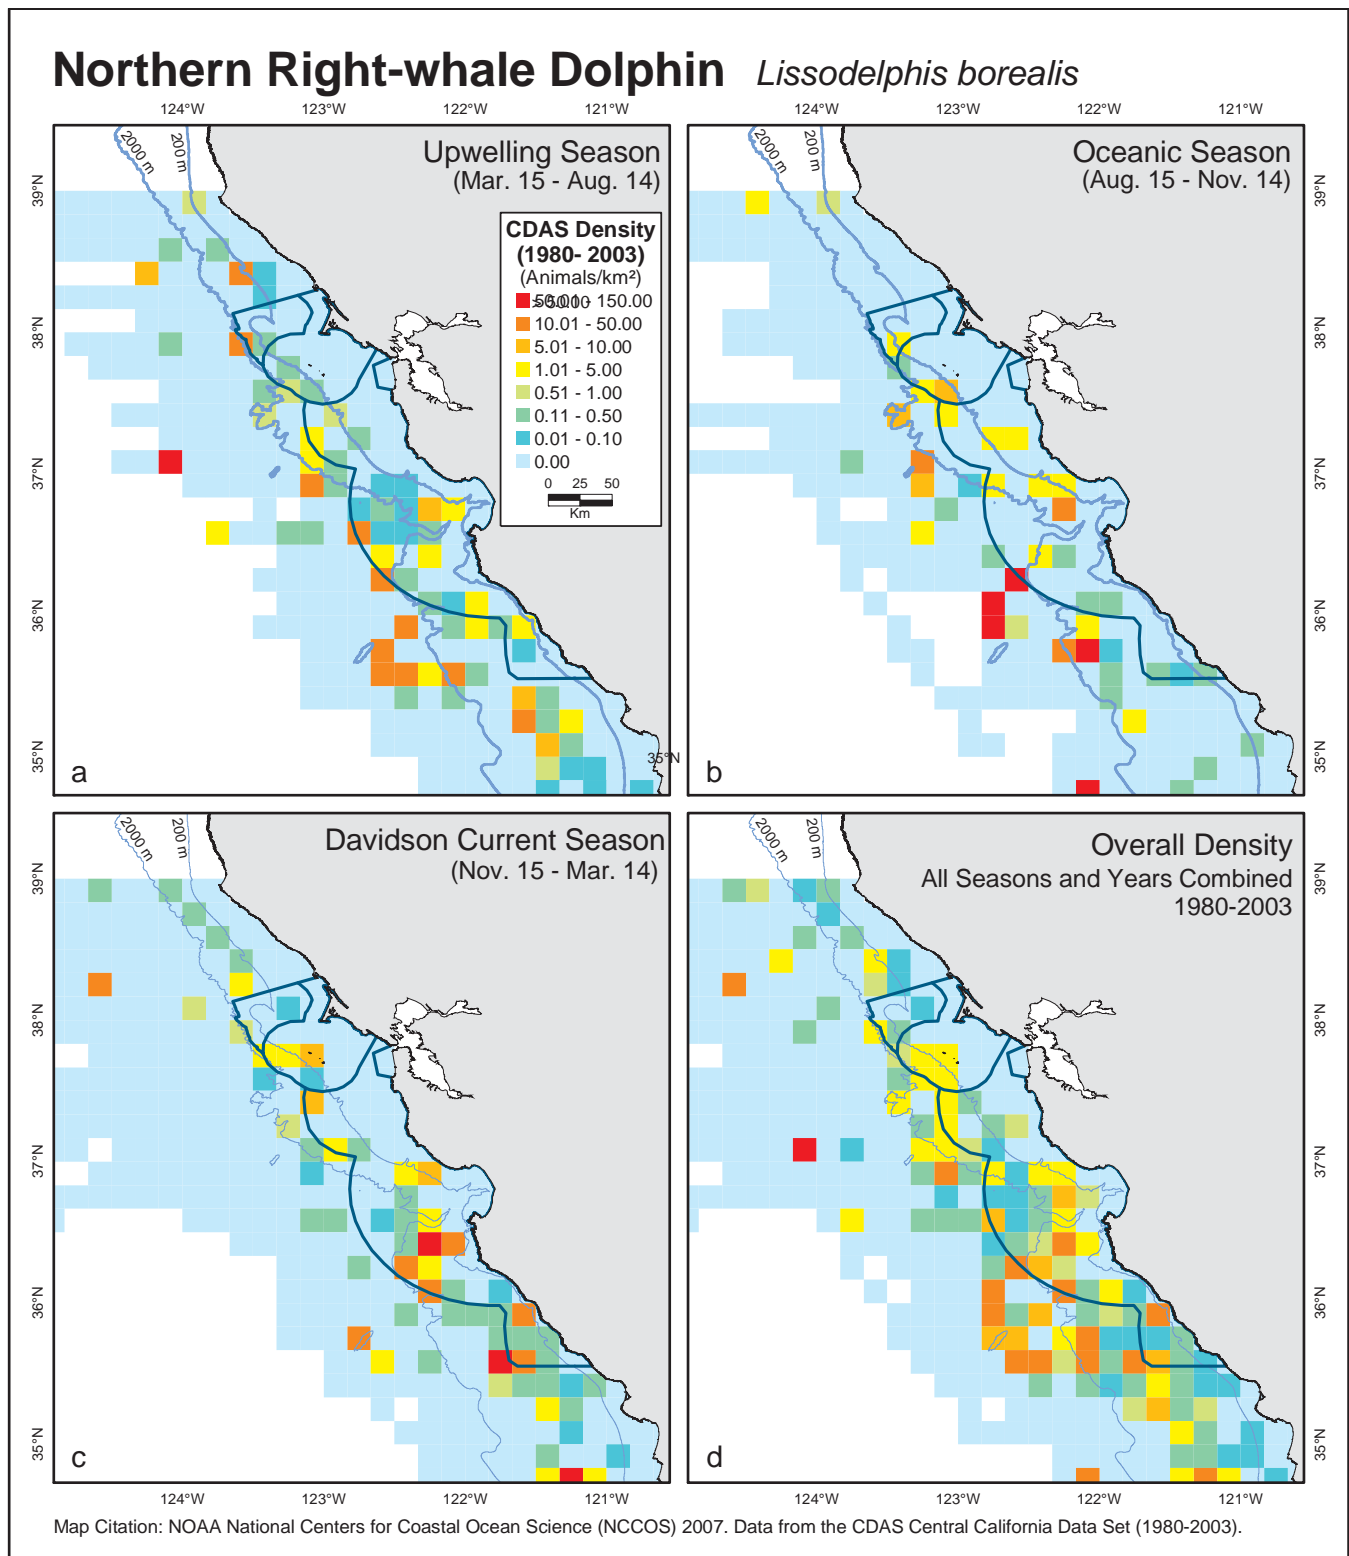 Northern Right-whale Dolphin Lissodelphis borealis
124°W 123°W 122°W 121°W 124°W 123°W 122°W 121°W
2000 m 200 m
Upwelling Season
(Mar. 15 - Aug. 14)
CDAS Density
(1980- 2003)
(Animals/km²)
50.01 - 150.00
10.01 - 50.00
5.01 - 10.00
1.01 - 5.00
0.51 - 1.00
0.11 - 0.50
0.01 - 0.10
0.00
0 25 50
Km
39°N
38°N
37°N
36°N
35°N
35°N
a
2000 m 200 m
Oceanic Season
(Aug. 15 - Nov. 14)
39°N
38°N
37°N
36°N
35°N
b
2000 m 200 m
Davidson Current Season
(Nov. 15 - Mar. 14)
39°N
38°N
37°N
36°N
35°N
c
2000 m 200 m
Overall Density
All Seasons and Years Combined
1980-2003
39°N
38°N
37°N
36°N
35°N
d
124°W 123°W 122°W 121°W 124°W 123°W 122°W 121°W
Map Citation: NOAA National Centers for Coastal Ocean Science (NCCOS) 2007. Data from the CDAS Central California Data Set (1980-2003).